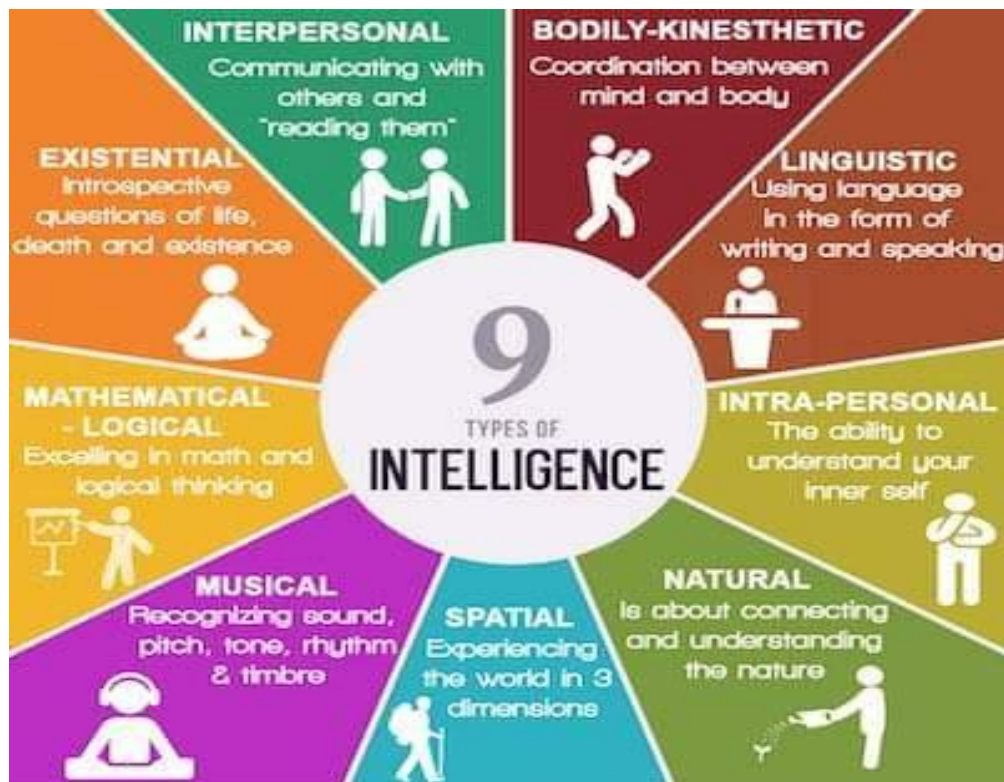 INTERPERSONAL
Communicating with
others and
"reading them"
BODILY-KINESTHETIC
Coordination between
mind and body
LINGUISTIC
Using language
in the form of
writing and speaking
INTRA-PERSONAL
The ability to
understand your
inner self
NATURAL
Is about connecting
and understanding
the nature
SPATIAL
Experiencing
the world in 3
dimensions
MUSICAL
Recognizing sound,
pitch, tone, rhythm
& timbre
MATHEMATICAL
- LOGICAL
Excelling in math and
logical thinking
EXISTENTIAL
Introspective
questions of life,
death and existence
9
TYPES OF
INTELLIGENCE